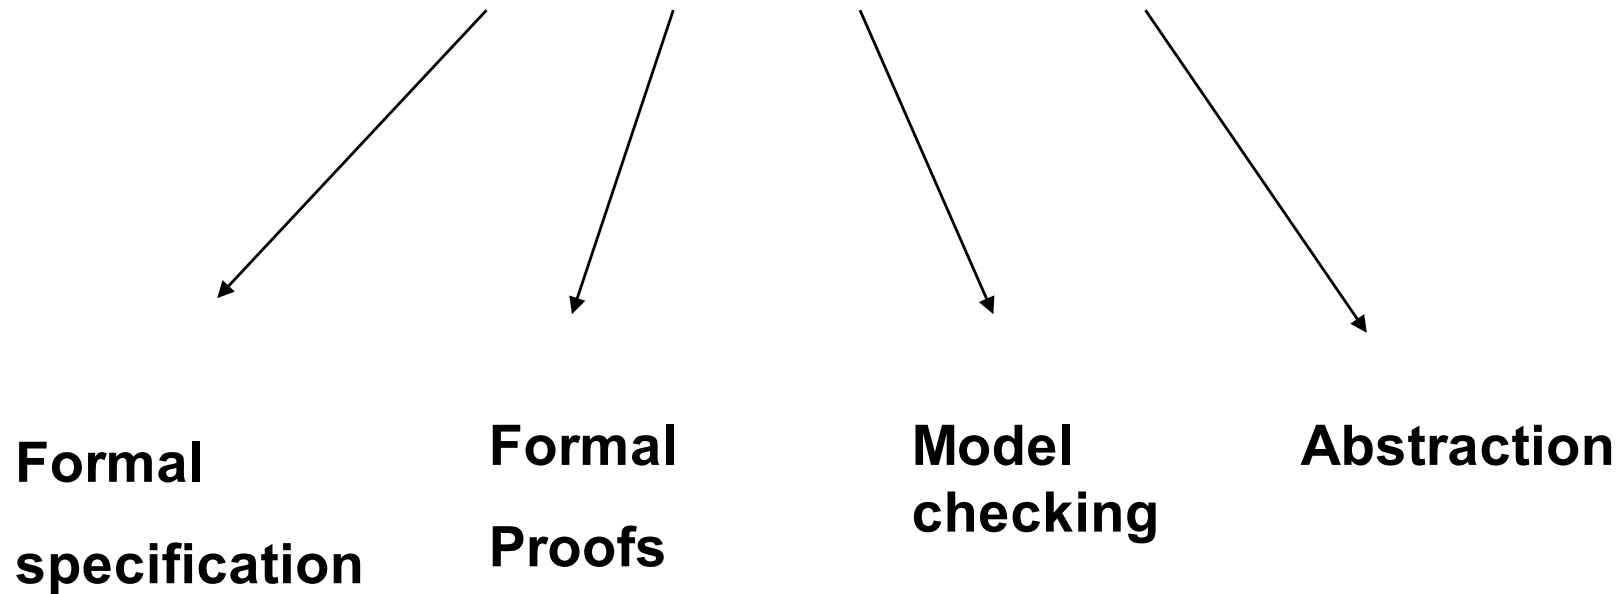 Formal
specification
Formal
Proofs
Model
checking
Abstraction